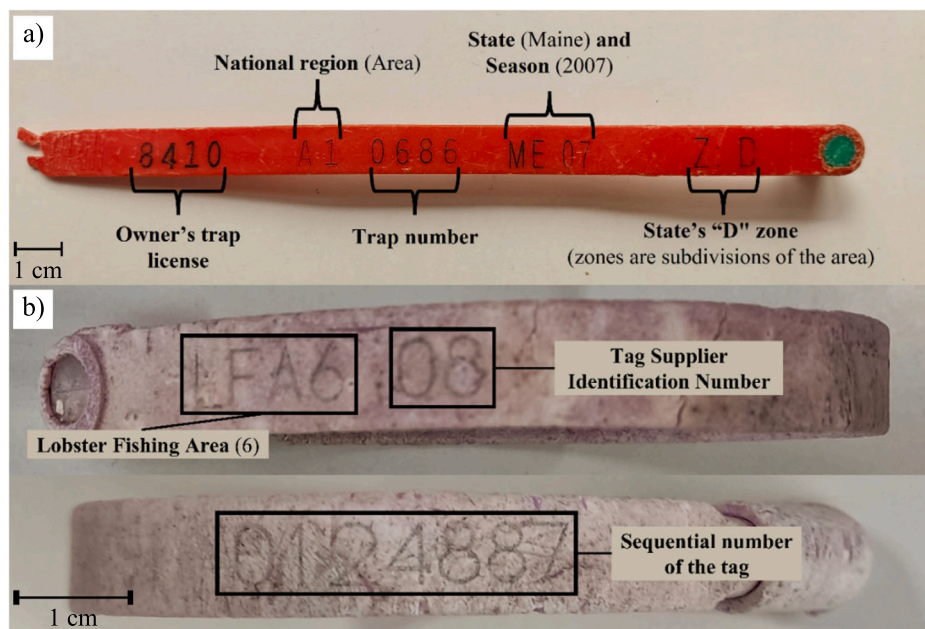 a)
State (Maine) and
Season (2007)
National region (Area)
8410 A1 0686 ME 07 Z D
Owner's trap
license
Trap number
State's “D" zone
(zones are subdivisions of the area)
1 cm
b)
LFA6 08
Tag Supplier
Identification Number
Lobster Fishing Area (6)
0124887
Sequential number
of the tag
1 cm